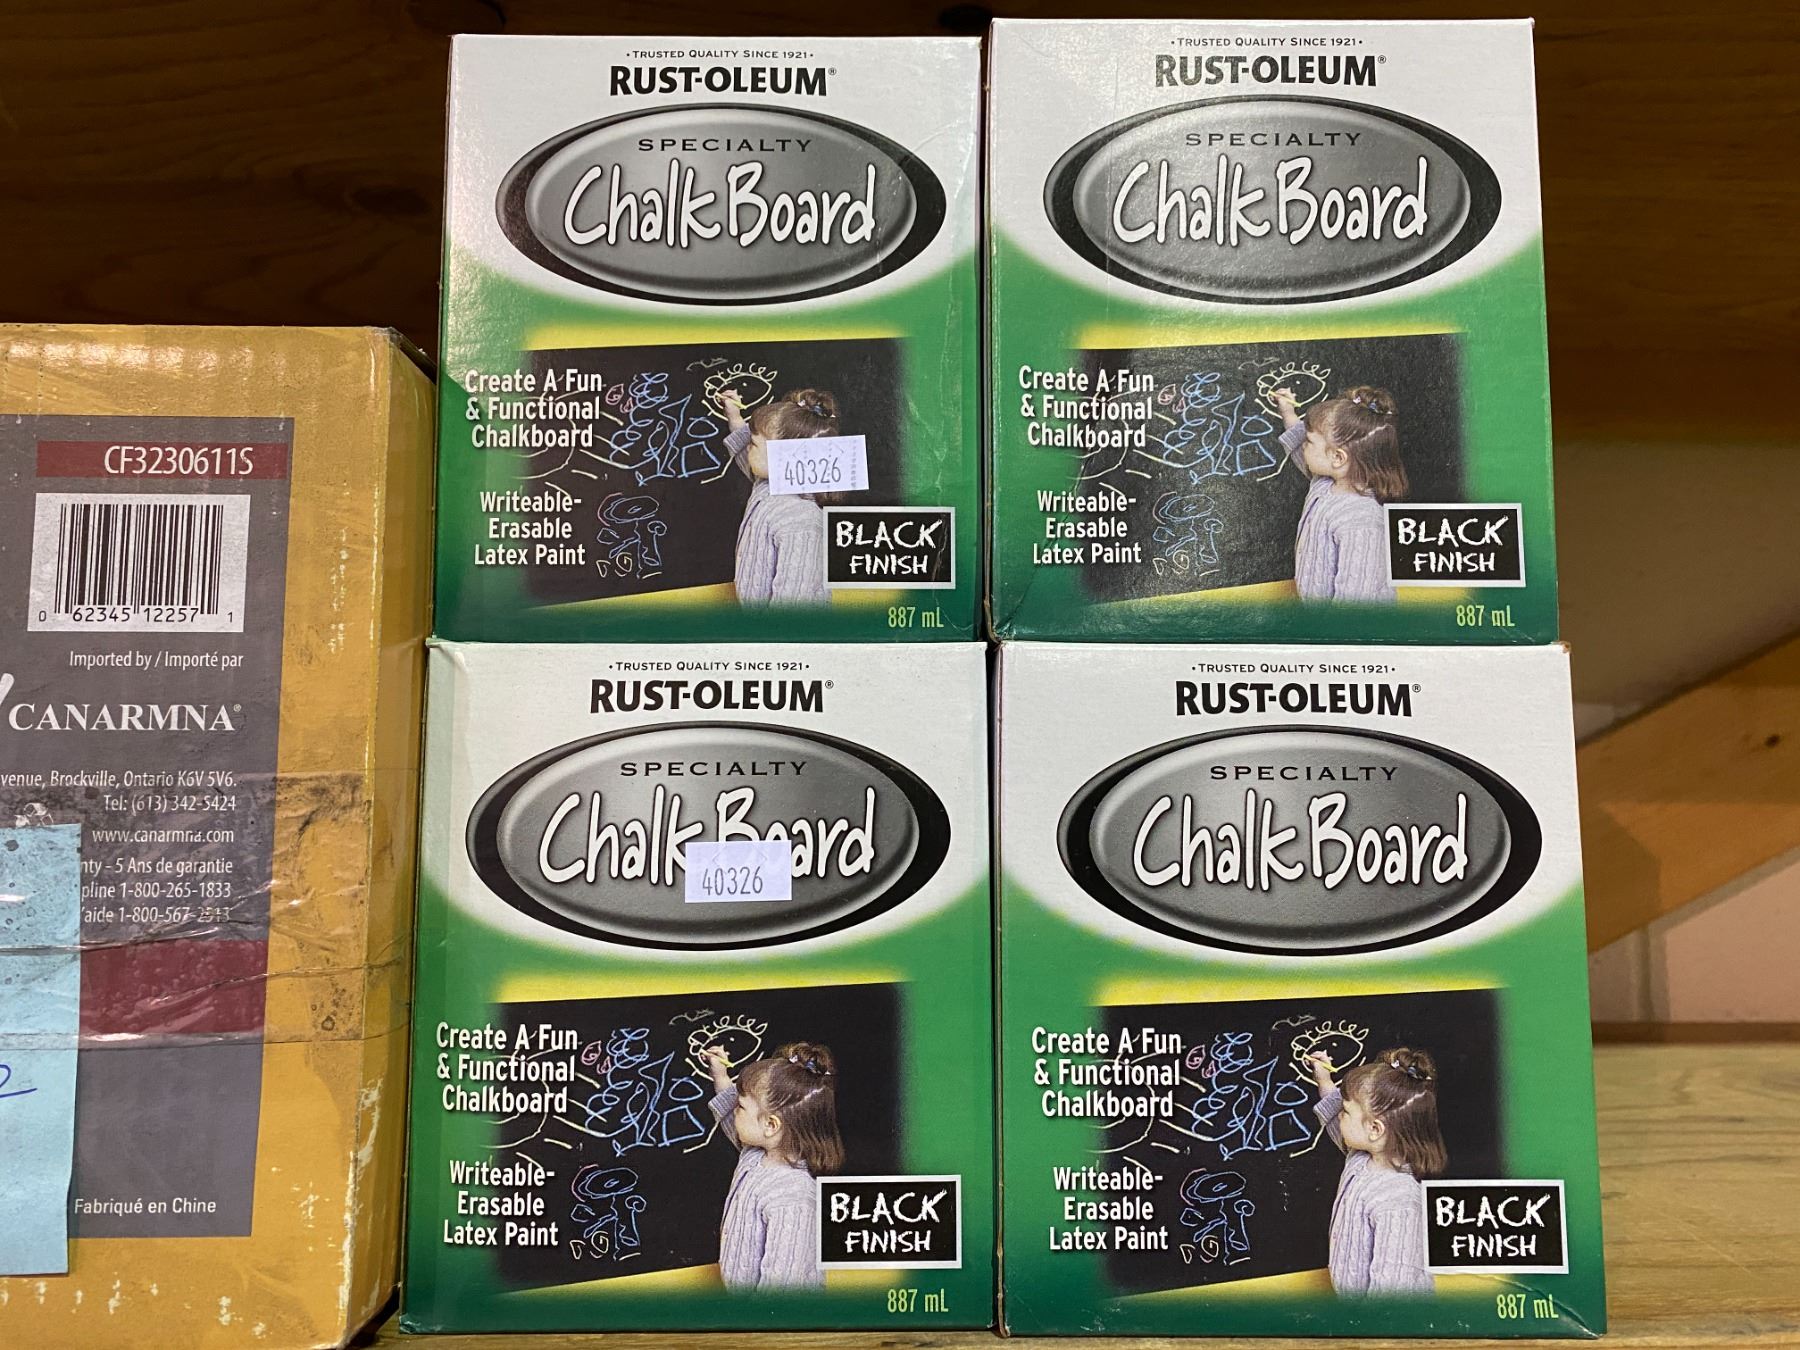 CF3230611S
0 62345 12257 1
Imported by / Importé par
CANARMNA®
venue, Brockville, Ontario K6V 5V6.
Tel: (613) 342-5424
www.canarmna.com
nty - 5 Ans de garantie
pline 1-800-265-1833
'aide 1-800-567-2513
2
Fabriqué en Chine
• TRUSTED QUALITY SINCE 1921 •
RUST-OLEUM®
SPECIALTY
ChalkBoard
Create A Fun
& Functional
Chalkboard
40326
Writeable-
Erasable
Latex Paint
BLACK
FINISH
887 mL
• TRUSTED QUALITY SINCE 1921 •
RUST-OLEUM®
SPECIALTY
ChalkBoard
Create A Fun
& Functional
Chalkboard
Writeable-
Erasable
Latex Paint
BLACK
FINISH
887 mL
• TRUSTED QUALITY SINCE 1921 •
RUST-OLEUM®
SPECIALTY
ChalkBoard
40326
Create A Fun
& Functional
Chalkboard
Writeable-
Erasable
Latex Paint
BLACK
FINISH
887 mL
• TRUSTED QUALITY SINCE 1921 •
RUST-OLEUM®
SPECIALTY
ChalkBoard
Create A Fun
& Functional
Chalkboard
Writeable-
Erasable
Latex Paint
BLACK
FINISH
887 mL